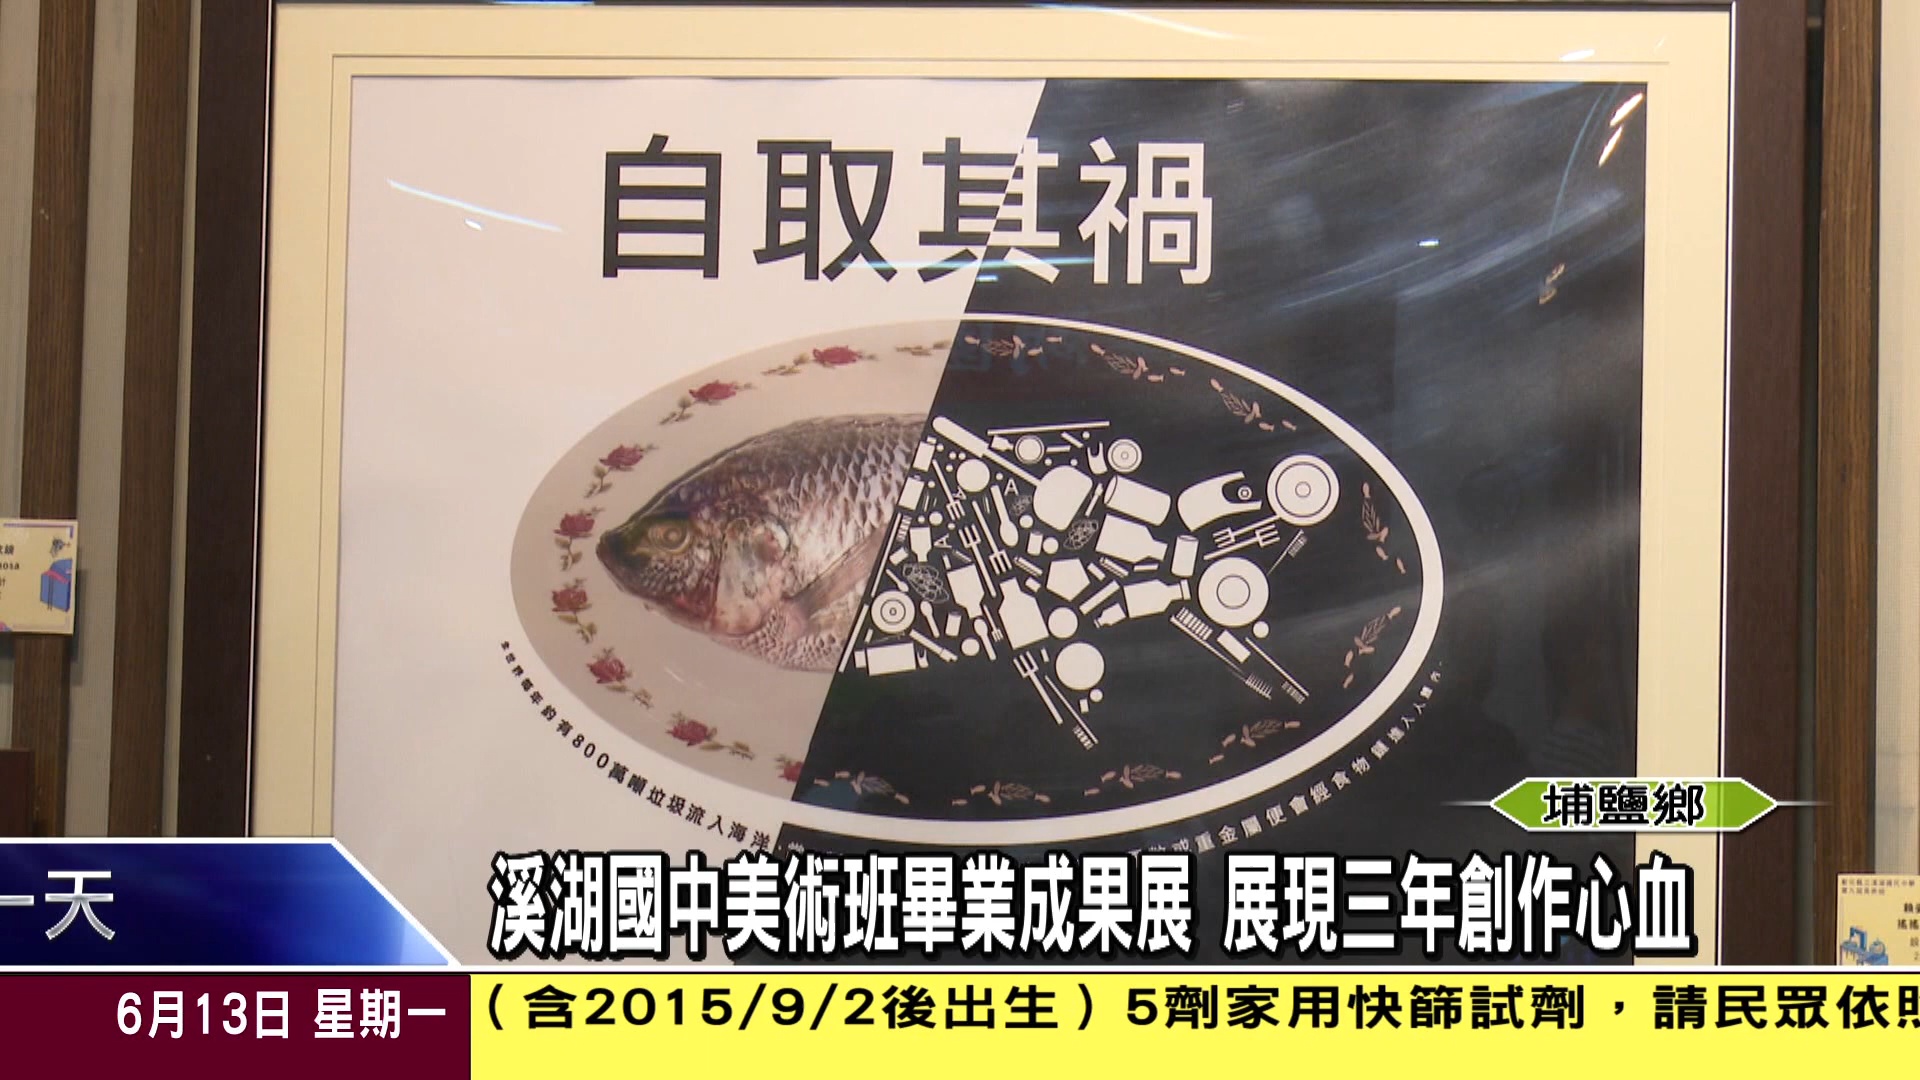 自取其禍
全世界每年約有800萬噸垃圾流入海洋
重金屬便會經食物鏈進入人體內
埔鹽鄉
一天
溪湖國中美術班畢業成果展 展現三年創作心血
6月13日 星期一
（含2015/9/2後出生）5劑家用快篩試劑，請民眾依照